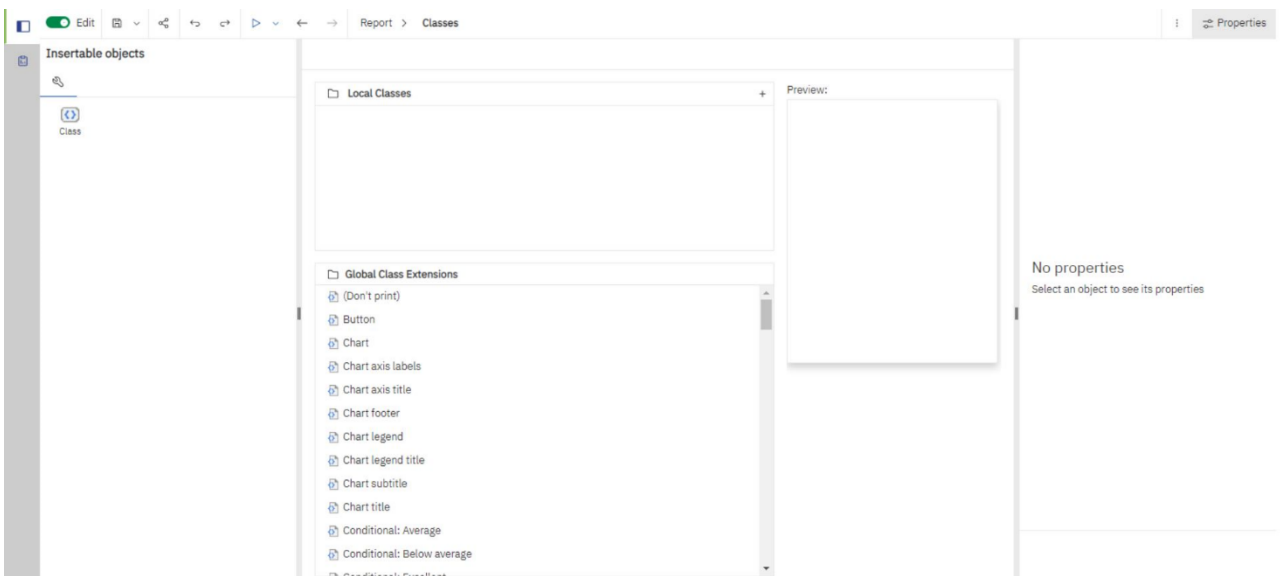 Edit
Report > Classes
Properties
Insertable objects
Class
Local Classes
+
Preview:
Global Class Extensions
(Don't print)
Button
Chart
Chart axis labels
Chart axis title
Chart footer
Chart legend
Chart legend title
Chart subtitle
Chart title
Conditional: Average
Conditional: Below average
Conditional: Excellent
No properties
Select an object to see its properties